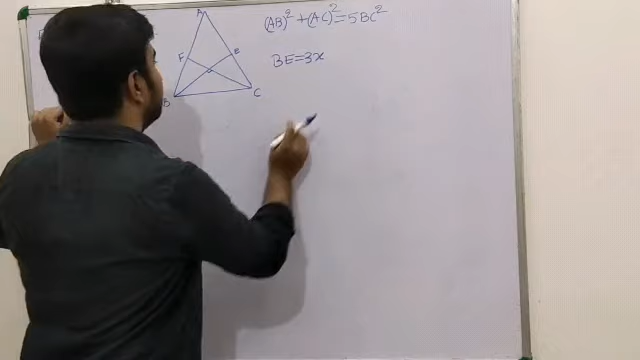 (AB)² + (AC)² = 5BC²
A
F
E
BE = 3x
G
B
C